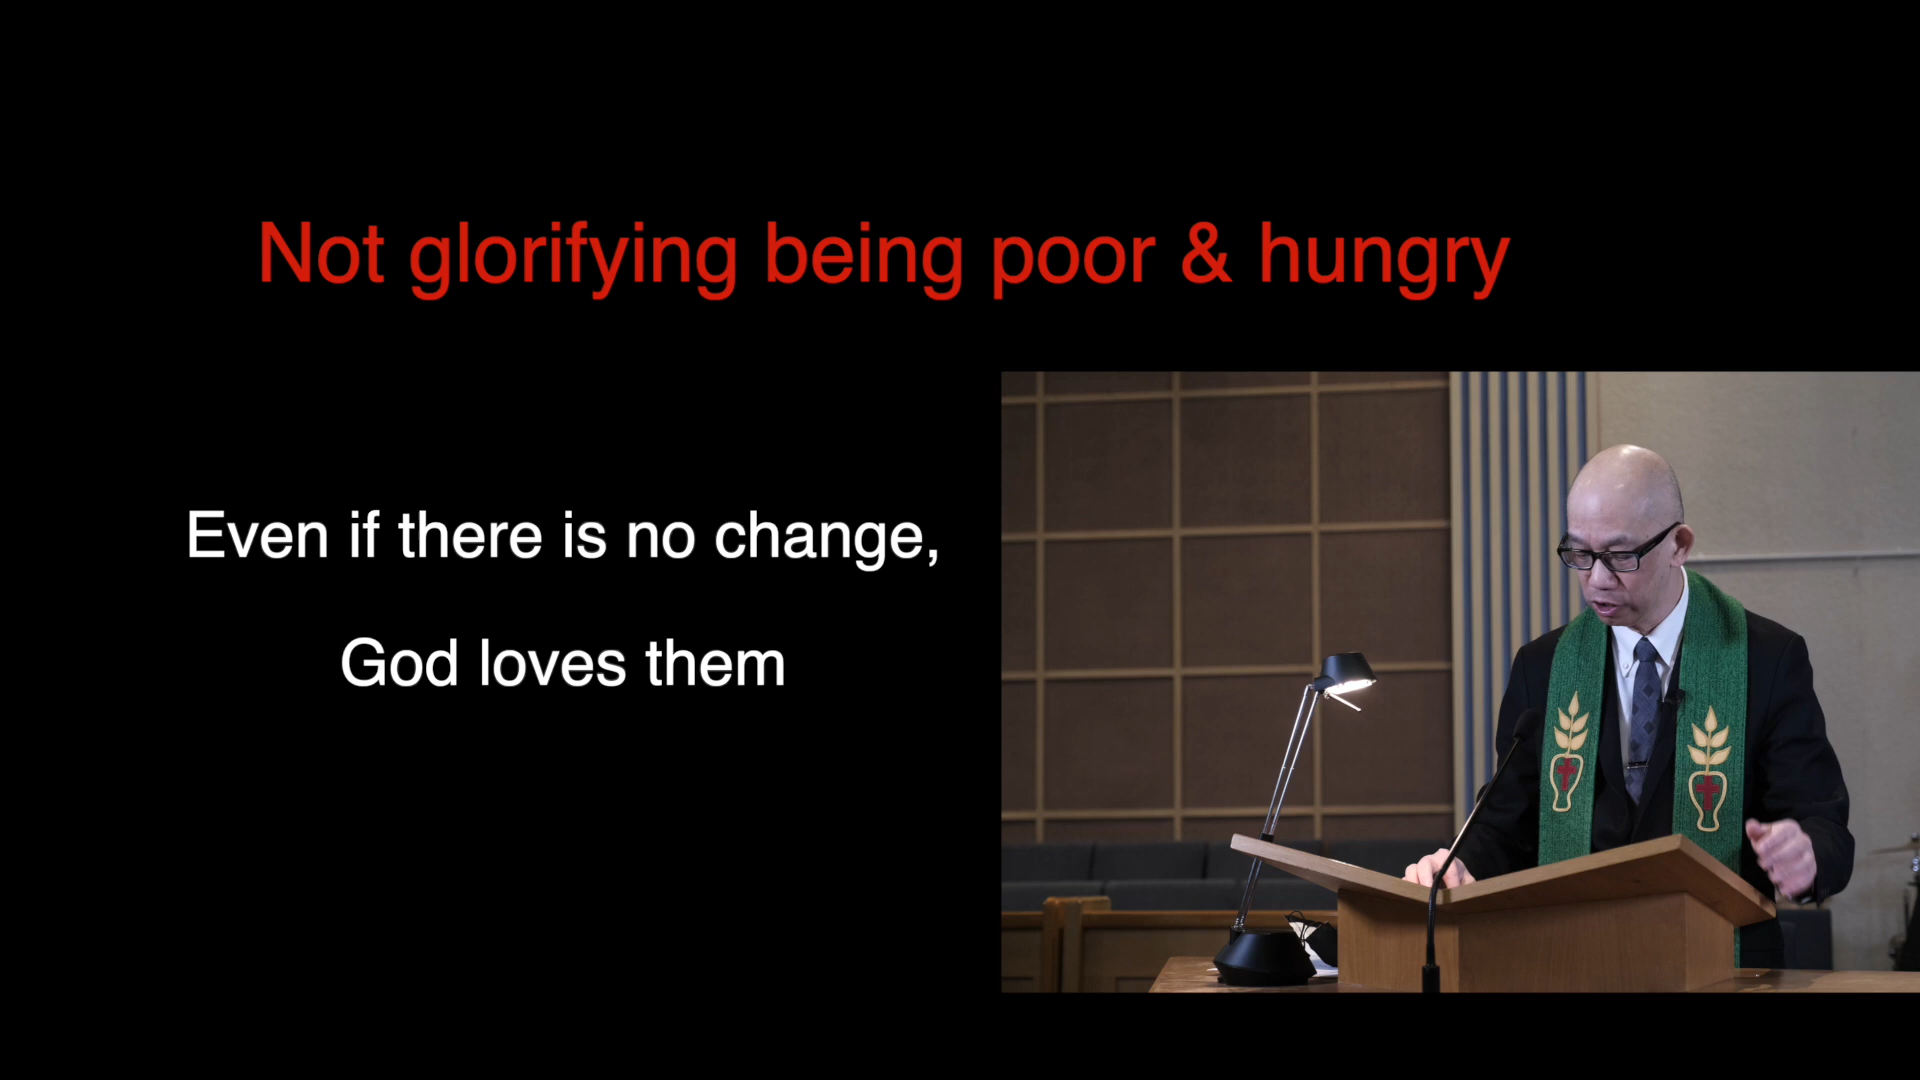 Not glorifying being poor & hungry
Even if there is no change,
God loves them